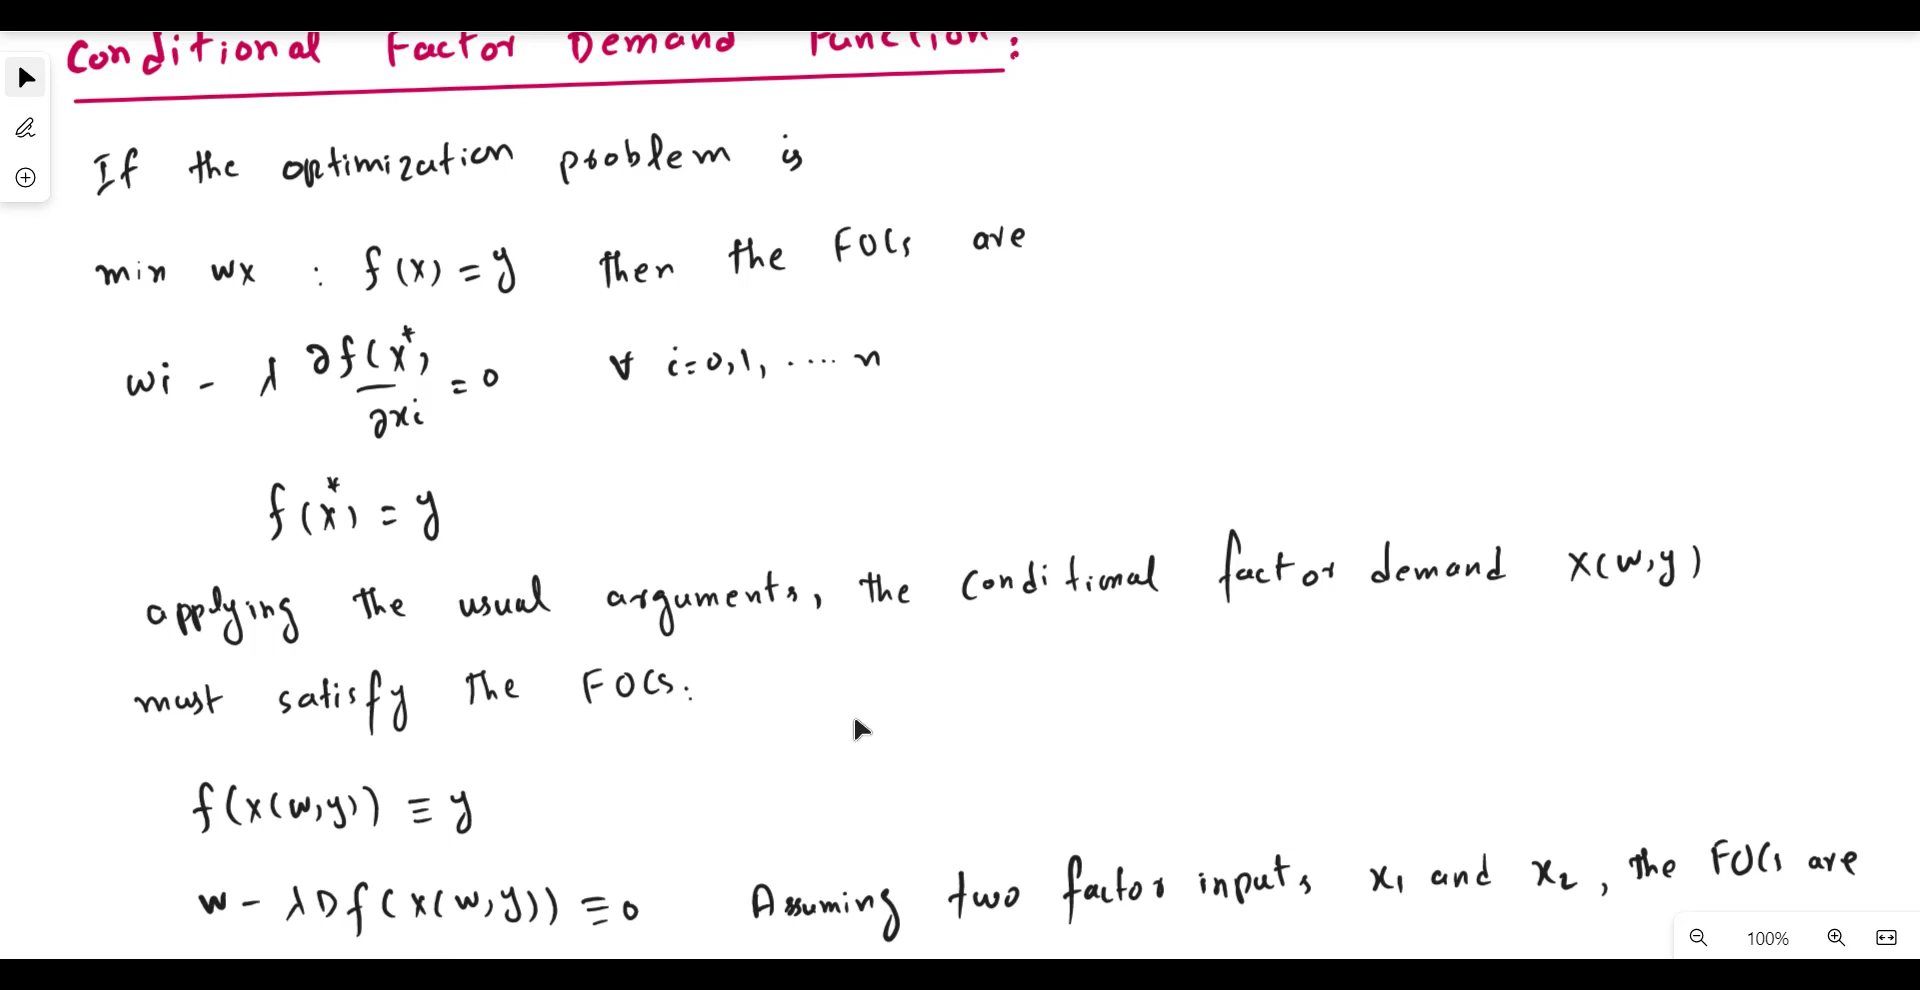 Conditional Factor Demand Function:
If the optimization problem is
min wx : f(x) = y then the FOCs are
wi - λ ∂f(x*)/∂xi = 0 ∀ i=0,1, ..... n
f(x*) = y
applying the usual arguments, the conditional factor demand x(w,y)
must satisfy the FOCs.
f(x(w,y)) ≡ y
w - λDf(x(w,y)) ≡ 0 Assuming two factor inputs x₁ and x₂, the FOCs are
100%